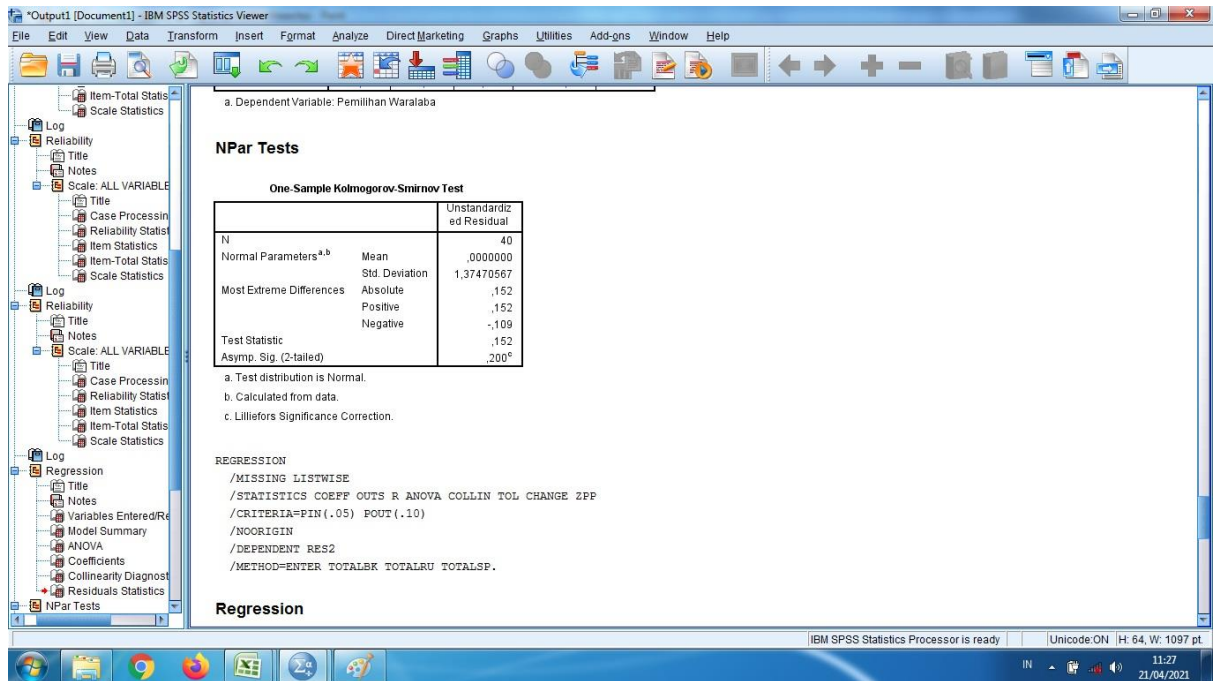 *Output1 [Document1] - IBM SPSS Statistics Viewer
File Edit View Data Transform Insert Format Analyze Direct Marketing Graphs Utilities Add-ons Window Help
Item-Total Statis
Scale Statistics
Log
Reliability
Title
Notes
Scale: ALL VARIABLE
Title
Case Processin
Reliability Statist
Item Statistics
Item-Total Statis
Scale Statistics
Log
Reliability
Title
Notes
Scale: ALL VARIABLE
Title
Case Processin
Reliability Statist
Item Statistics
Item-Total Statis
Scale Statistics
Log
Regression
Title
Notes
Variables Entered/Re
Model Summary
ANOVA
Coefficients
Collinearity Diagnost
Residuals Statistics
NPar Tests
a. Dependent Variable: Pemilihan Waralaba
NPar Tests
One-Sample Kolmogorov-Smirnov Test
Unstandardiz
ed Residual
N 40
Normal Parameters a,b Mean ,0000000
Std. Deviation 1,37470567
Most Extreme Differences Absolute ,152
Positive ,152
Negative -,109
Test Statistic ,152
Asymp. Sig. (2-tailed) ,200c
a. Test distribution is Normal.
b. Calculated from data.
c. Lilliefors Significance Correction.
REGRESSION
/MISSING LISTWISE
/STATISTICS COEFF OUTS R ANOVA COLLIN TOL CHANGE ZPP
/CRITERIA=PIN(.05) POUT(.10)
/NOORIGIN
/DEPENDENT RES2
/METHOD=ENTER TOTALBK TOTALRU TOTALSP.
Regression
IBM SPSS Statistics Processor is ready Unicode:ON H: 64, W: 1097 pt.
IN 11:27
21/04/2021